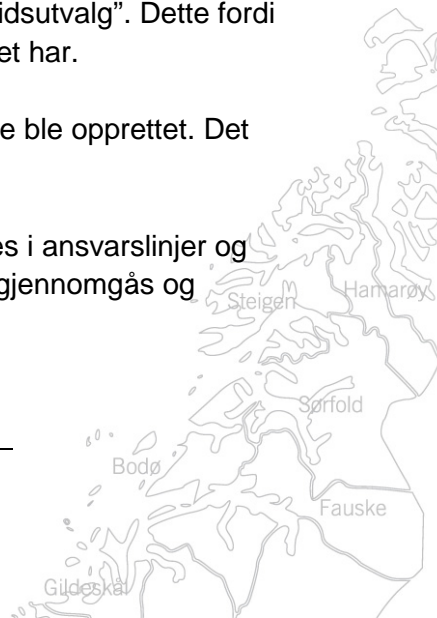 idsutvalg”. Dette fordi
et har.
e ble opprettet. Det
es i ansvarslinjer og
gjennomgås og
Steigen
Hamarøy
Sørfold
Bodø
Fauske
Gildeskål